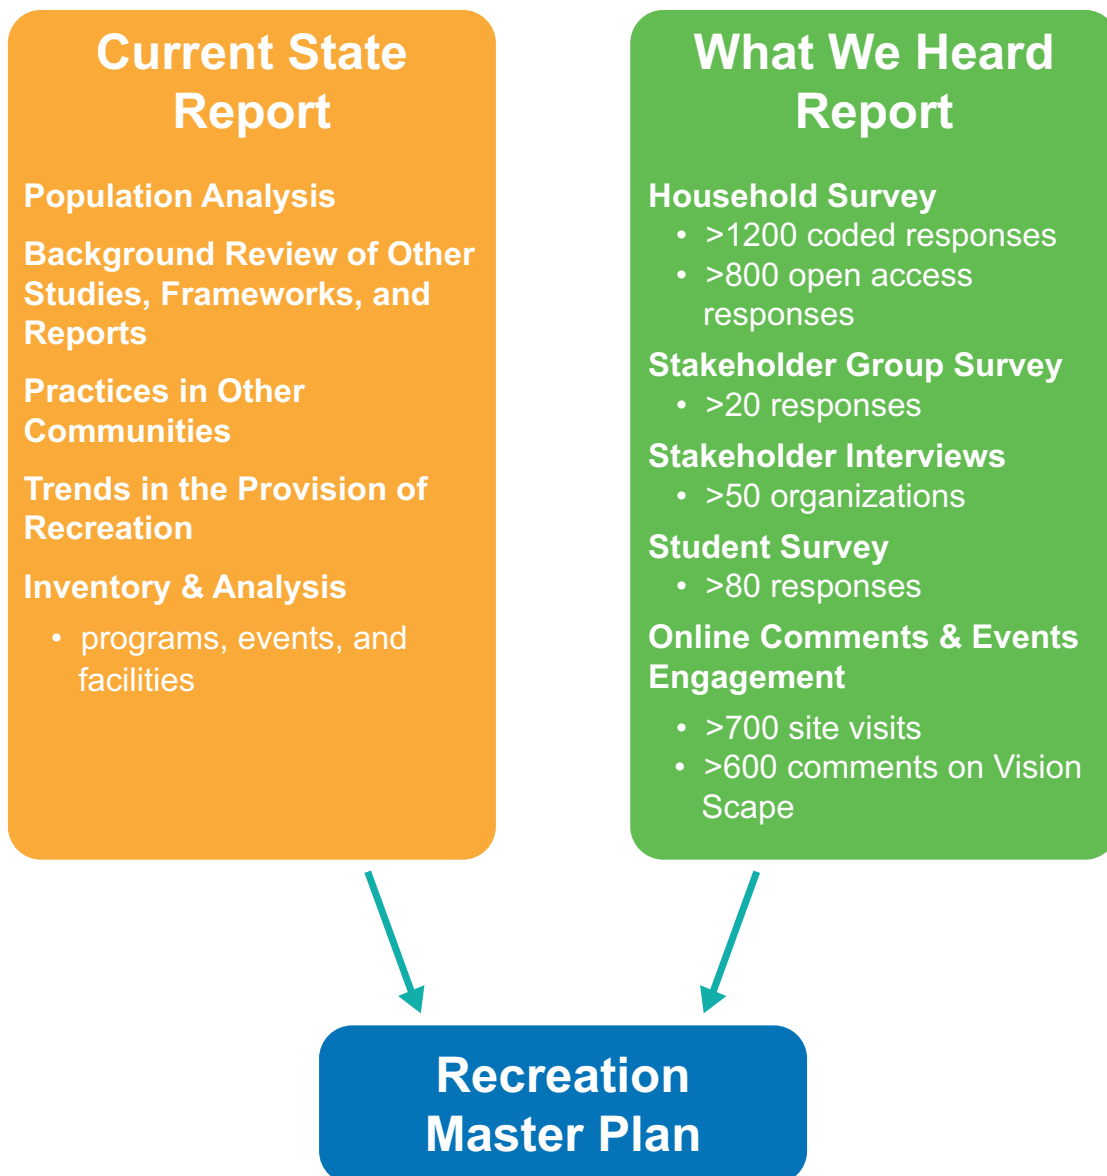 Current State
Report
Population Analysis
Background Review of Other
Studies, Frameworks, and
Reports
Practices in Other
Communities
Trends in the Provision of
Recreation
Inventory & Analysis
• programs, events, and
facilities
What We Heard
Report
Household Survey
• >1200 coded responses
• >800 open access
responses
Stakeholder Group Survey
• >20 responses
Stakeholder Interviews
• >50 organizations
Student Survey
• >80 responses
Online Comments & Events
Engagement
• >700 site visits
• >600 comments on Vision
Scape
Recreation
Master Plan